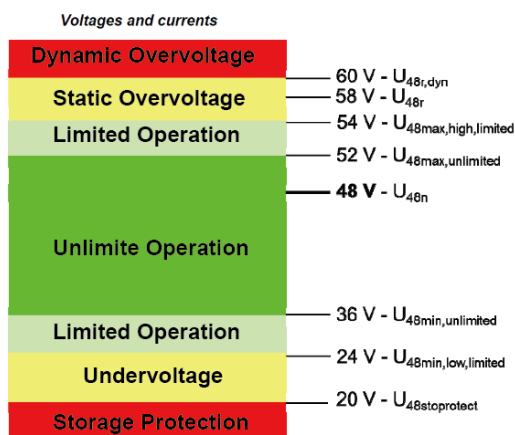 Voltages and currents
Dynamic Overvoltage
60 V - U48r,dyn
Static Overvoltage
58 V - U48r
54 V - U48max,high,limited
Limited Operation
52 V - U48max,unlimited
48 V - U48n
Unlimite Operation
36 V - U48min,unlimited
Limited Operation
24 V - U48min,low,limited
Undervoltage
20 V - U48stoprotect
Storage Protection